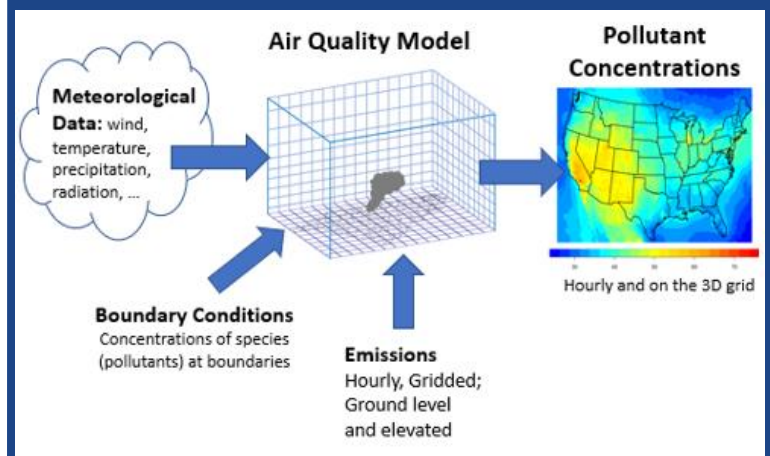 Air Quality Model
Pollutant
Concentrations
Meteorological
Data: wind,
temperature,
precipitation,
radiation, ...
Hourly and on the 3D grid
Boundary Conditions
Concentrations of species
(pollutants) at boundaries
Emissions
Hourly, Gridded;
Ground level
and elevated